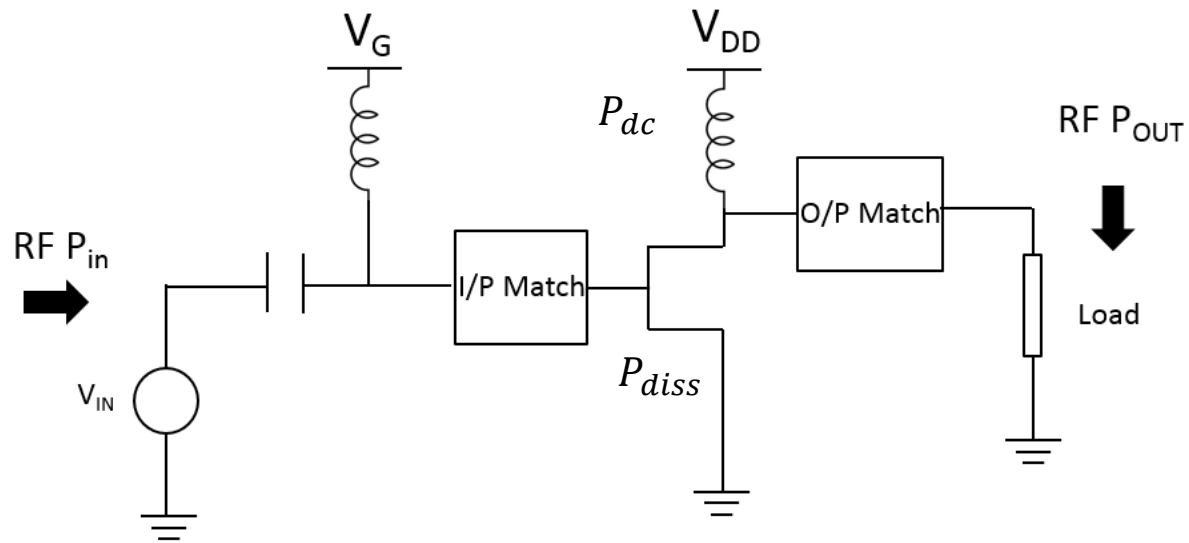 V_G
V_DD
P_dc
RF P_OUT
RF P_in
I/P Match
O/P Match
V_IN
P_diss
Load